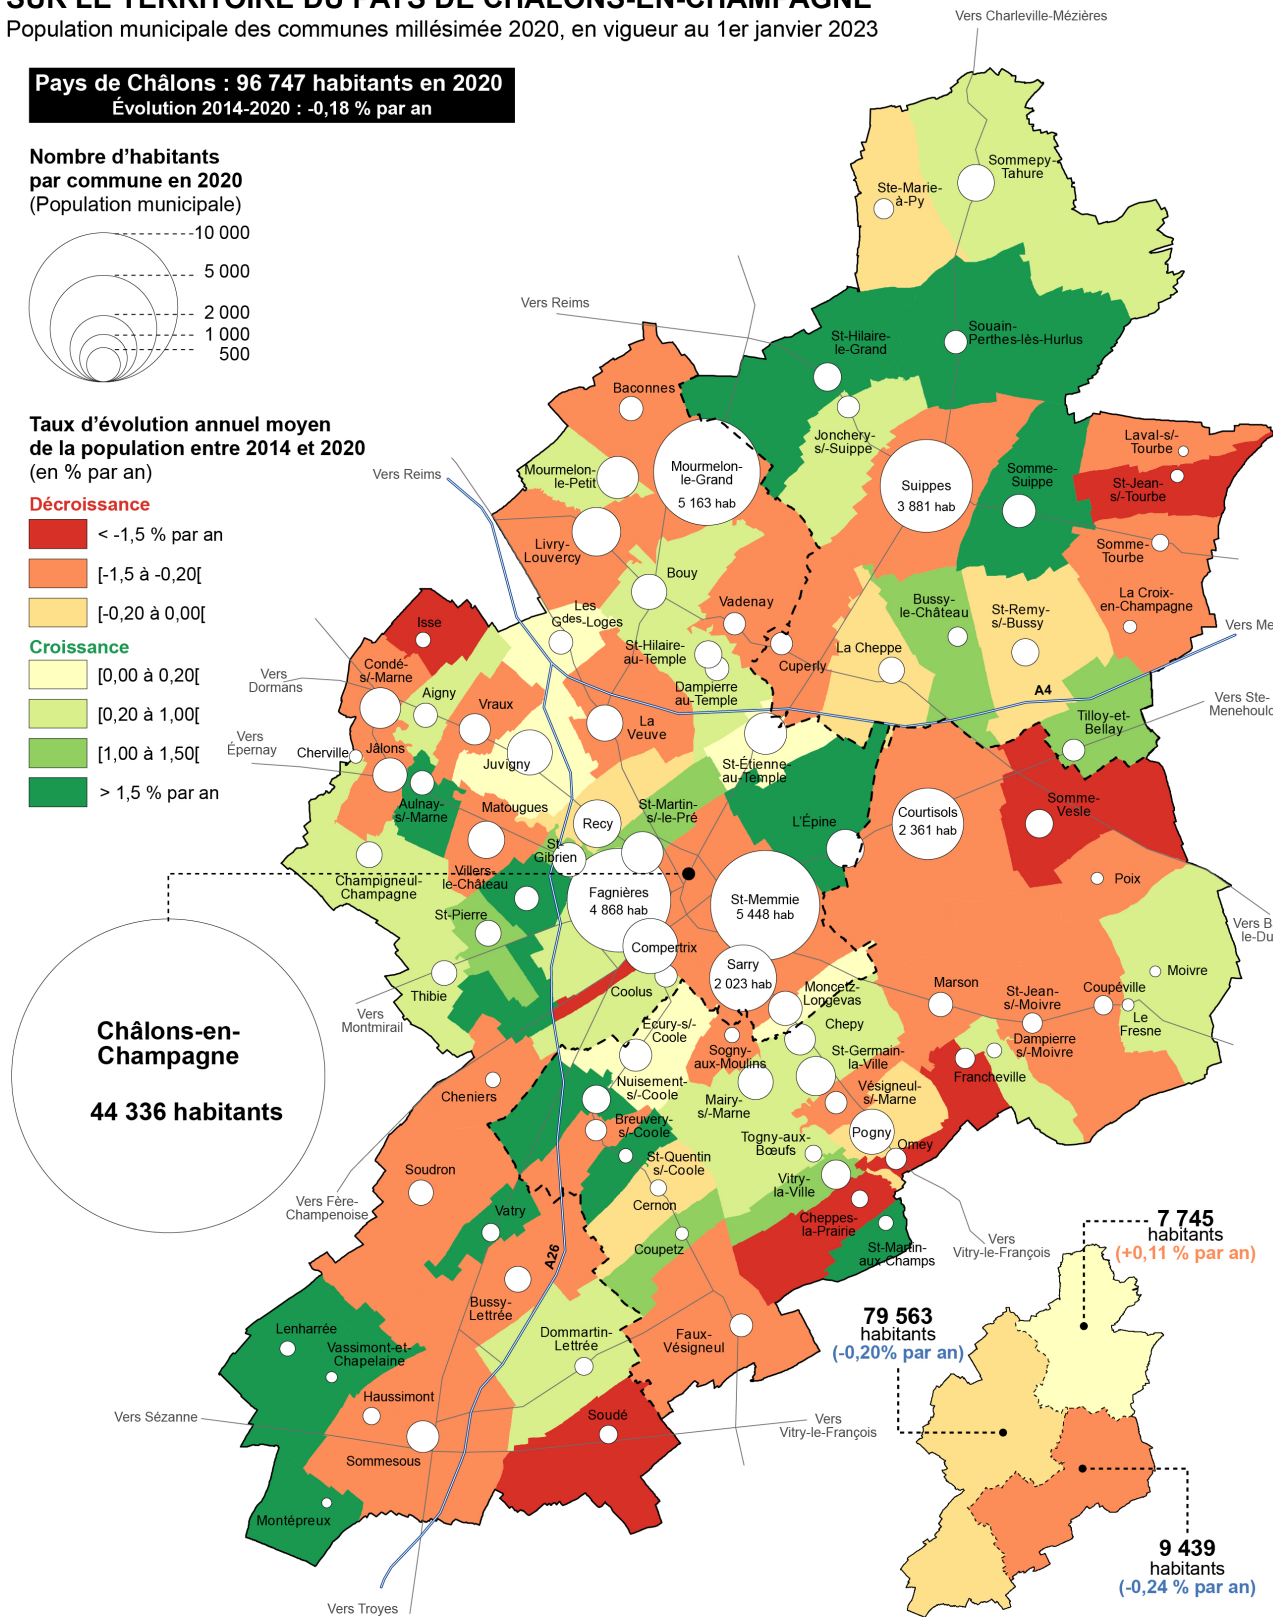 SUR LE TERRITOIRE DU PAYS DE CHÂLONS-EN-CHAMPAGNE
Population municipale des communes millésimée 2020, en vigueur au 1er janvier 2023
Pays de Châlons : 96 747 habitants en 2020
Évolution 2014-2020 : -0,18 % par an
Nombre d'habitants
par commune en 2020
(Population municipale)
10 000
5 000
2 000
1 000
500
Taux d'évolution annuel moyen
de la population entre 2014 et 2020
(en % par an)
Décroissance
< -1,5 % par an
[-1,5 à -0,20[
[-0,20 à 0,00[
Croissance
[0,00 à 0,20[
[0,20 à 1,00[
[1,00 à 1,50[
> 1,5 % par an
Châlons-en-
Champagne
44 336 habitants
Vers Charleville-Mézières
Sommepy-
Tahure
Ste-Marie-
à-Py
Vers Reims
St-Hilaire-
le-Grand
Souain-
Perthes-lès-Hurlus
Baconnes
Mourmelon-
le-Grand
5 163 hab
Jonchery-
s/-Suippe
Suippes
3 881 hab
Somme-
Suippe
Laval-s/-
Tourbe
St-Jean-
s/-Tourbe
Somme-
Tourbe
La Croix-
en-Champagne
Vers Reims
Mourmelon-
le-Petit
Livry-
Louvercy
Bouy
Vadenay
Bussy-
le-Château
St-Remy-
s/-Bussy
Vers Me
Isse
Les
Gdes-Loges
St-Hilaire-
au-Temple
Dampierre
au-Temple
Cuperly
La Cheppe
A4
Tilloy-et-
Bellay
Vers Ste-
Menehould
Condé-
s/-Marne
Vers
Dormans
Aigny
Vraux
La
Veuve
Vers
Épernay
Cherville
Jâlons
Juvigny
St-Étienne-
au-Temple
Aulnay-
s/-Marne
Matougues
Recy
St-Martin-
s/-le-Pré
L'Épine
Courtisols
2 361 hab
Somme-
Vesle
St-
Gibrien
Villers-
le-Château
Champigneul-
Champagne
Fagnières
4 868 hab
St-Memmie
5 448 hab
Poix
St-Pierre
Compertrix
Sarry
2 023 hab
Vers B
le-Du
Thibie
Coolus
Moncetz-
Longevas
Marson
St-Jean-
s/-Moivre
Coupéville
Moivre
Le
Fresne
Vers
Montmirail
Écury-s/-
Coole
Sogny-
aux-Moulins
Chepy
St-Germain-
la-Ville
Dampierre
s/-Moivre
Francheville
Cheniers
Nuisement-
s/-Coole
Mairy-
s/-Marne
Vésigneul-
s/-Marne
Breuvery-
s/-Coole
Togny-aux-
Bœufs
Pogny
Omey
St-Quentin
s/-Coole
Vitry-
la-Ville
Soudron
Cernon
Cheppes-
la-Prairie
Vers Fère-
Champenoise
Vatry
Coupetz
St-Martin-
aux-Champs
Vers
Vitry-le-François
A26
Bussy-
Lettrée
Lenharrée
Vassimont-et-
Chapelaine
Dommartin-
Lettrée
Faux-
Vésigneul
Haussimont
Vers Sézanne
Soudé
Vers
Vitry-le-François
Sommesous
Montépreux
Vers Troyes
7 745
habitants
(+0,11 % par an)
79 563
habitants
(-0,20% par an)
9 439
habitants
(-0,24 % par an)